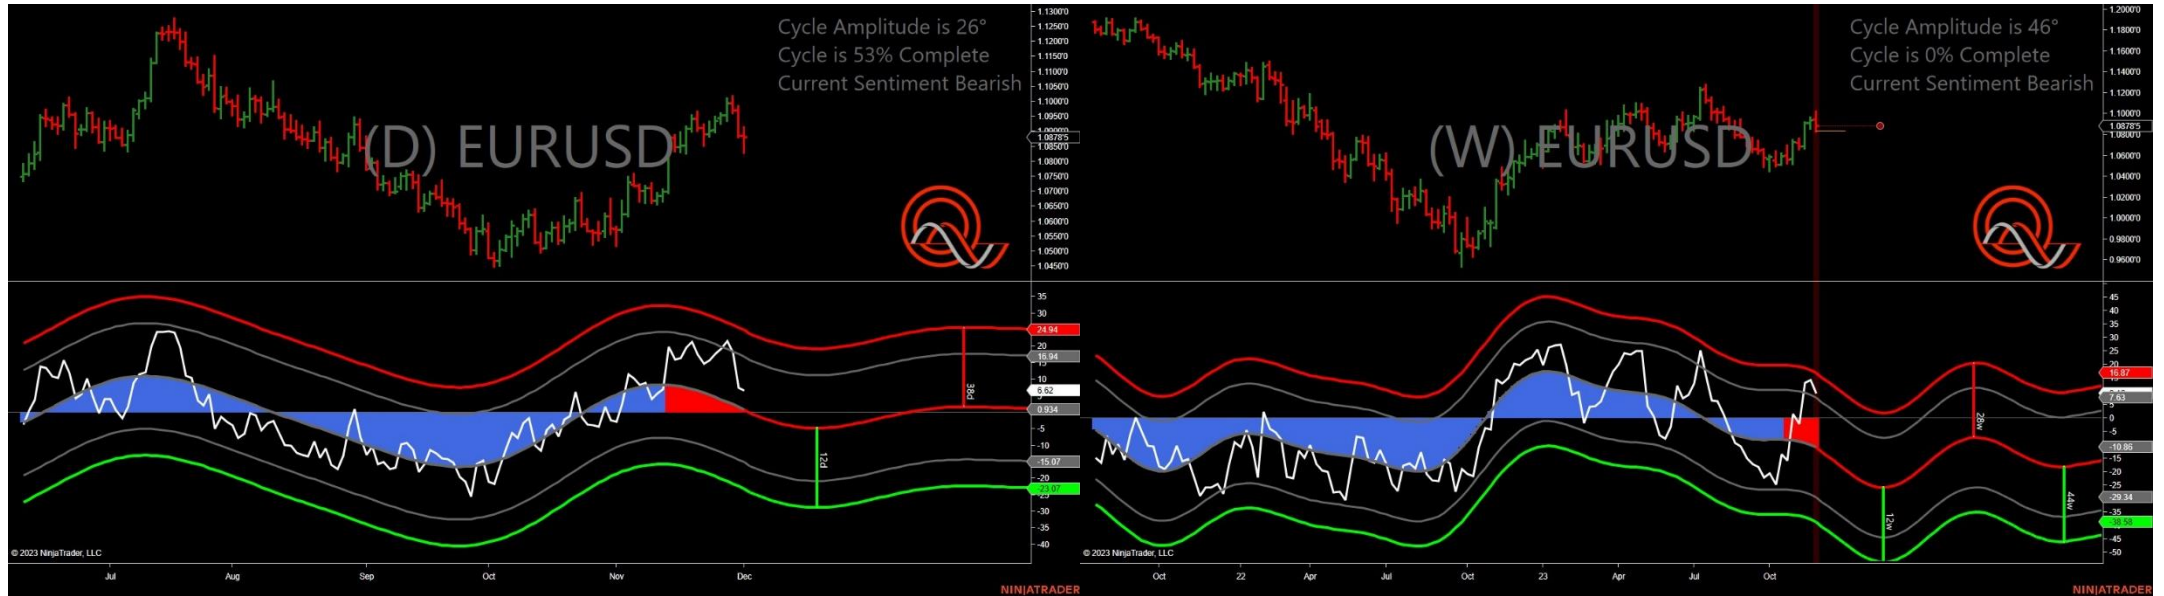 Cycle Amplitude is 26°
Cycle is 53% Complete
Current Sentiment Bearish
(D) EURUSD
1.1300'0
1.1250'0
1.1200'0
1.1150'0
1.1100'0
1.1050'0
1.1000'0
1.0878'5
1.0850'0
1.0800'0
1.0750'0
1.0700'0
1.0650'0
1.0600'0
1.0550'0
1.0500'0
1.0450'0
35
30
24.94
20
16.94
10
6.62
0.934
-5
-10
-15.07
-20
-23.07
-30
-35
-40
38d
12d
© 2023 NinjaTrader, LLC
Jul
Aug
Sep
Oct
Nov
Dec
NINJATRADER
Cycle Amplitude is 46°
Cycle is 0% Complete
Current Sentiment Bearish
(W) EURUSD
1.2000'0
1.1800'0
1.1600'0
1.1400'0
1.1200'0
1.1000'0
1.0878'5
1.0800'0
1.0600'0
1.0400'0
1.0200'0
1.0000'0
0.9800'0
0.9600'0
45
40
35
30
25
20
16.87
7.63
0
-5
-10.86
-15
-20
-25
-29.34
-35
-38.58
-45
-50
28w
12w
44w
© 2023 NinjaTrader, LLC
Oct
22
Apr
Jul
Oct
23
Apr
Jul
Oct
NINJATRADER